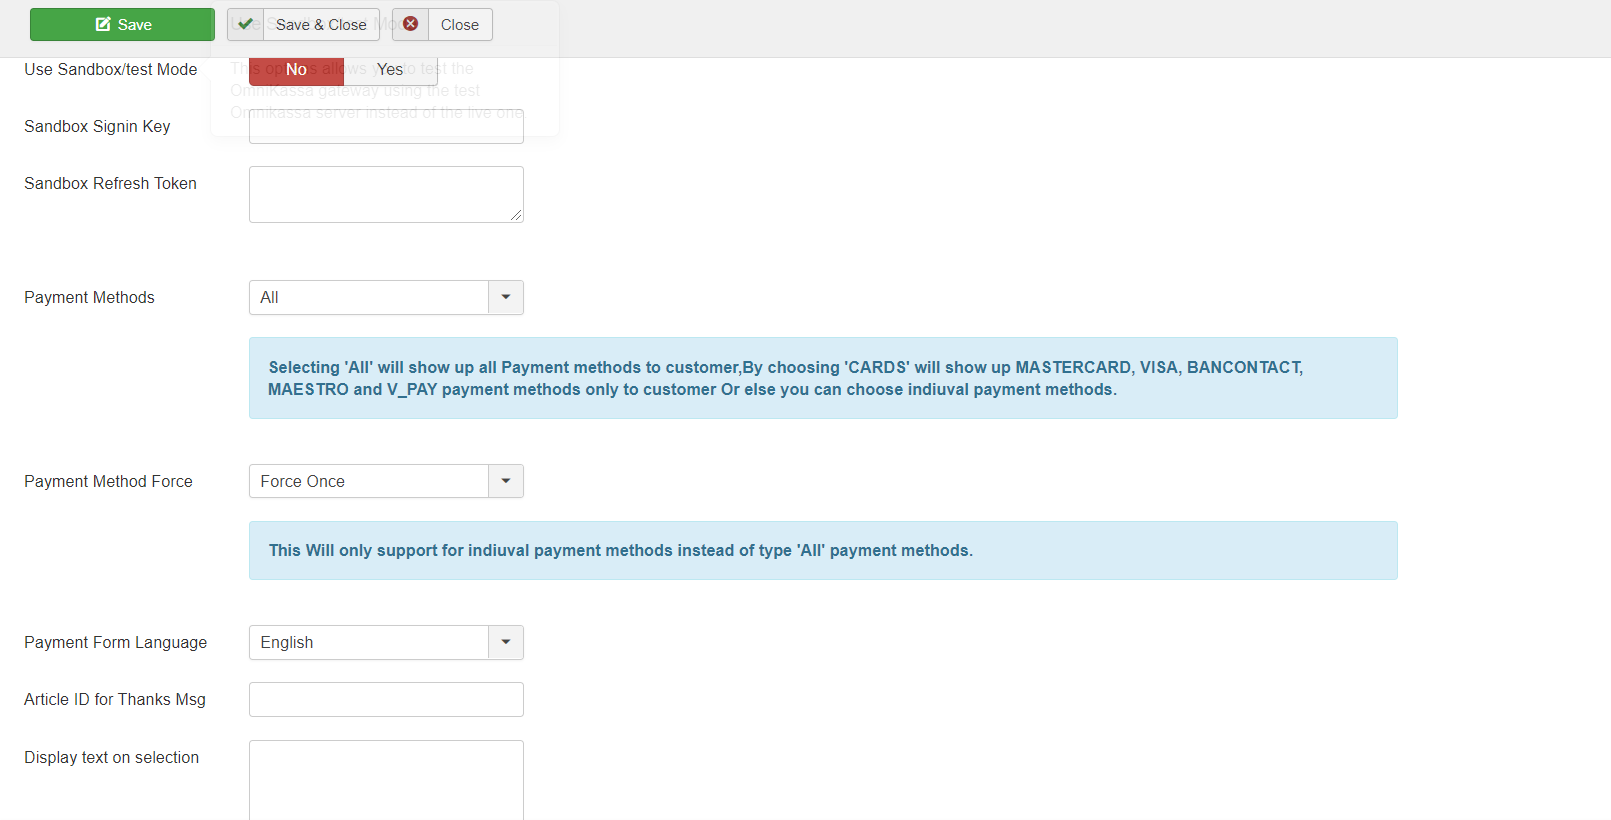 Save
Save & Close
Close
Use Sandbox/test Mode
No
Yes
This options allows you to test the
OmniKassa gateway using the test
Omnikassa server instead of the live one
Sandbox Signin Key
Sandbox Refresh Token
Payment Methods
All
Selecting 'All' will show up all Payment methods to customer,By choosing 'CARDS' will show up MASTERCARD, VISA, BANCONTACT,
MAESTRO and V_PAY payment methods only to customer Or else you can choose indiuval payment methods.
Payment Method Force
Force Once
This Will only support for indiuval payment methods instead of type 'All' payment methods.
Payment Form Language
English
Article ID for Thanks Msg
Display text on selection